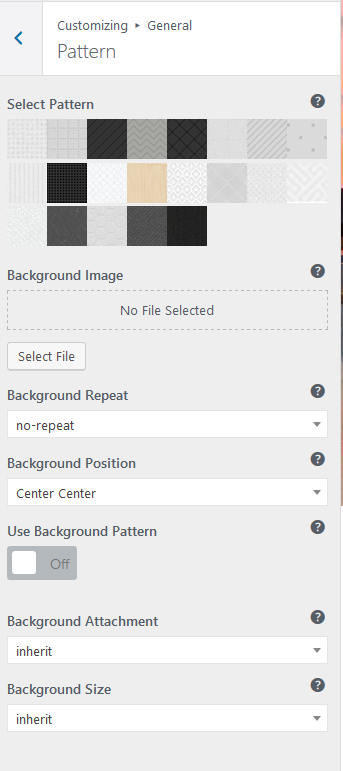 Customizing ▸ General
Pattern
Select Pattern
Background Image
No File Selected
Select File
Background Repeat
no-repeat
Background Position
Center Center
Use Background Pattern
Off
Background Attachment
inherit
Background Size
inherit